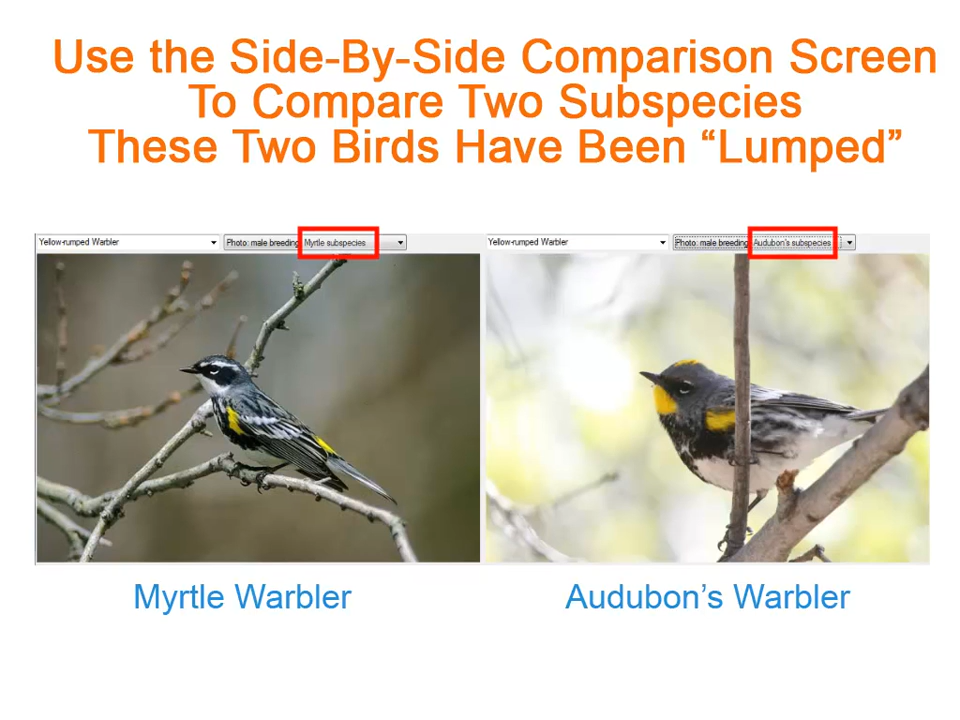 Use the Side-By-Side Comparison Screen
To Compare Two Subspecies
These Two Birds Have Been “Lumped”
Yellow-rumped Warbler Photo: male breeding Myrtle subspecies Yellow-rumped Warbler Photo: male breeding Audubon's subspecies
Myrtle Warbler Audubon’s Warbler